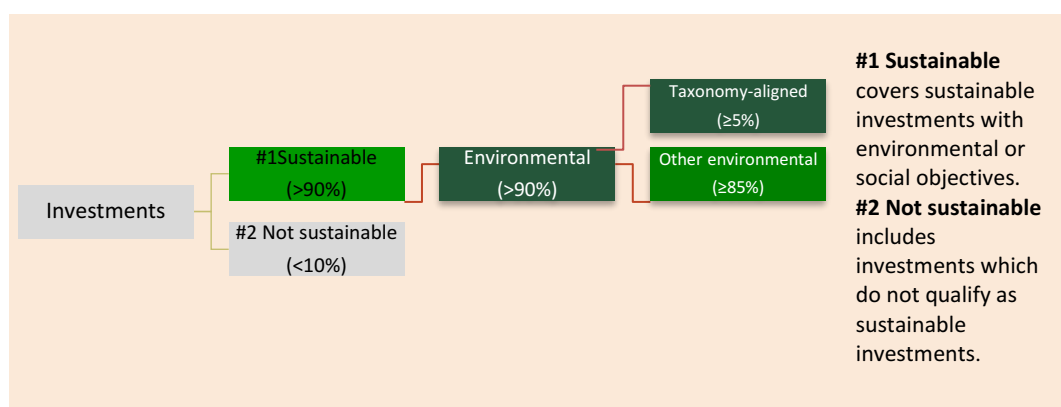 Investments
#1Sustainable
(>90%)
#2 Not sustainable
(<10%)
Environmental
(>90%)
Taxonomy-aligned
(≥5%)
Other environmental
(≥85%)
#1 Sustainable
covers sustainable
investments with
environmental or
social objectives.
#2 Not sustainable
includes
investments which
do not qualify as
sustainable
investments.